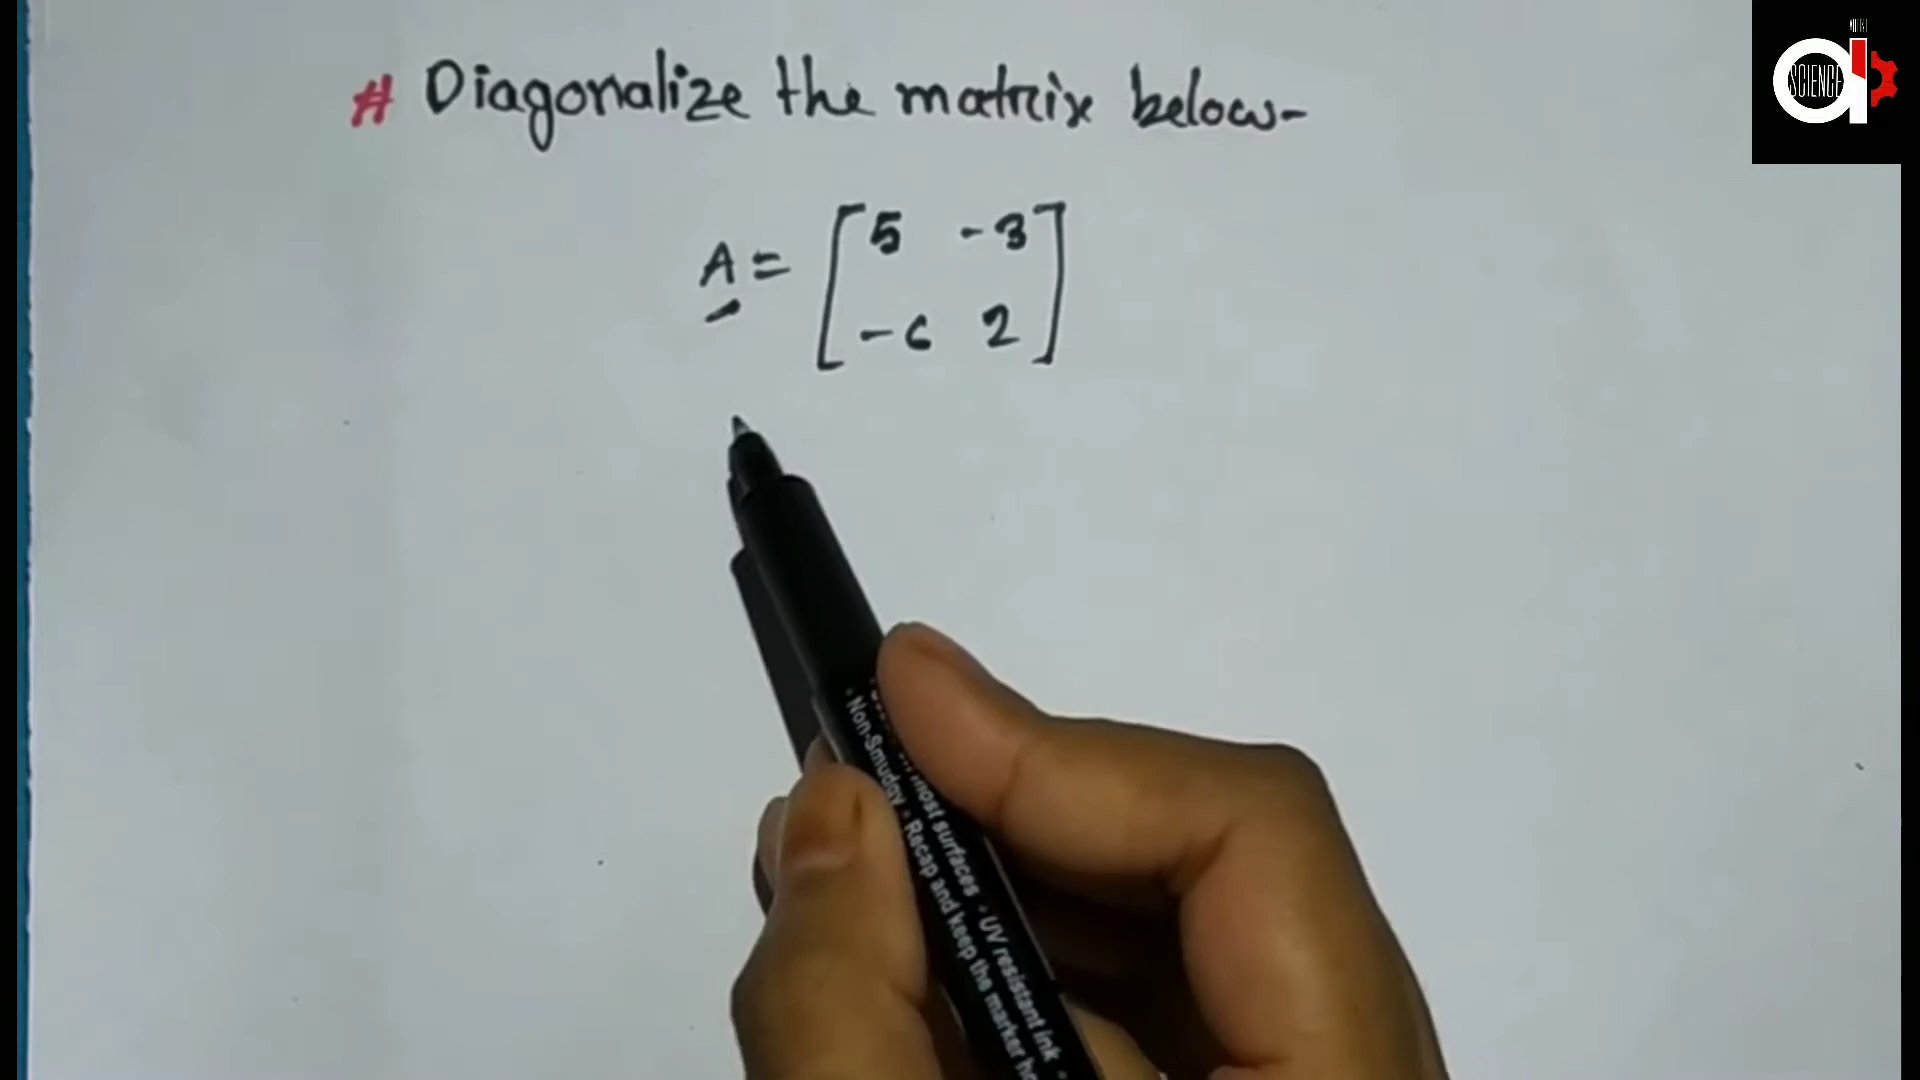 # Diagonalize the matrix below-
A = [5 -3
-6 2]
SCIENCE
• Non-Smudgy • Recap and keep the marker
most surfaces • UV resistant ink •